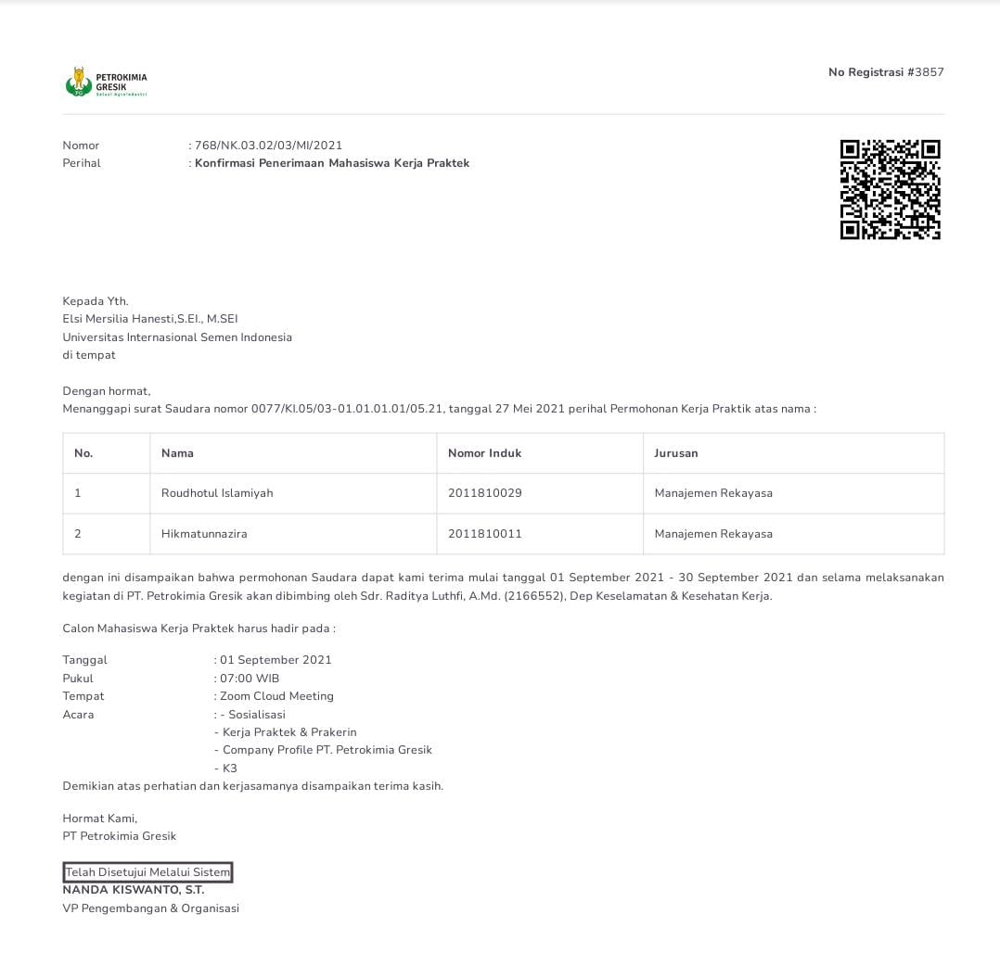 PETROKIMIA
GRESIK
Solusi Agroindustri
No Registrasi #3857
Nomor : 768/NK.03.02/03/MI/2021
Perihal : Konfirmasi Penerimaan Mahasiswa Kerja Praktek
Kepada Yth.
Elsi Mersilia Hanesti,S.EI., M.SEI
Universitas Internasional Semen Indonesia
di tempat
Dengan hormat,
Menanggapi surat Saudara nomor 0077/KI.05/03-01.01.01.01/05.21, tanggal 27 Mei 2021 perihal Permohonan Kerja Praktik atas nama :
No. Nama Nomor Induk Jurusan
1 Roudhotul Islamiyah 2011810029 Manajemen Rekayasa
2 Hikmatunnazira 2011810011 Manajemen Rekayasa
dengan ini disampaikan bahwa permohonan Saudara dapat kami terima mulai tanggal 01 September 2021 - 30 September 2021 dan selama melaksanakan
kegiatan di PT. Petrokimia Gresik akan dibimbing oleh Sdr. Raditya Luthfi, A.Md. (2166552), Dep Keselamatan & Kesehatan Kerja.
Calon Mahasiswa Kerja Praktek harus hadir pada :
Tanggal : 01 September 2021
Pukul : 07:00 WIB
Tempat : Zoom Cloud Meeting
Acara : - Sosialisasi
- Kerja Praktek & Prakerin
- Company Profile PT. Petrokimia Gresik
- K3
Demikian atas perhatian dan kerjasamanya disampaikan terima kasih.
Hormat Kami,
PT Petrokimia Gresik
Telah Disetujui Melalui Sistem
NANDA KISWANTO, S.T.
VP Pengembangan & Organisasi